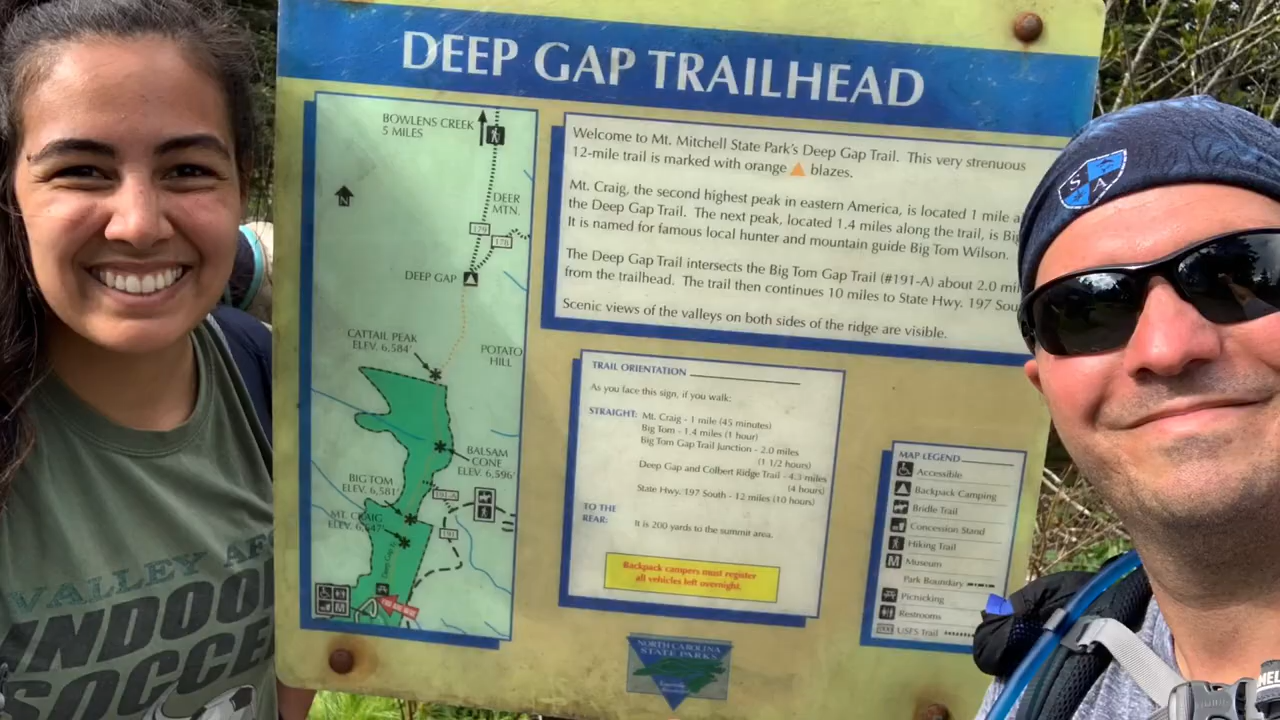 DEEP GAP TRAILHEAD
BOWLENS CREEK
5 MILES
N
DEER
MTN.
179
178
DEEP GAP
CATTAIL PEAK
ELEV. 6,584'
POTATO
HILL
BALSAM
CONE
ELEV. 6,596'
BIG TOM
ELEV. 6,581'
191-A
MT. CRAIG
ELEV. 6,647'
191
Welcome to Mt. Mitchell State Park's Deep Gap Trail. This very strenuous
12-mile trail is marked with orange blazes.
Mt. Craig, the second highest peak in eastern America, is located 1 mile
the Deep Gap Trail. The next peak, located 1.4 miles along the trail, is Big
It is named for famous local hunter and mountain guide Big Tom Wilson.
The Deep Gap Trail intersects the Big Tom Gap Trail (#191-A) about 2.0 mil
from the trailhead. The trail then continues 10 miles to State Hwy. 197 Sou
Scenic views of the valleys on both sides of the ridge are visible.
TRAIL ORIENTATION
As you face this sign, if you walk:
STRAIGHT: Mt. Craig - 1 mile (45 minutes)
Big Tom - 1.4 miles (1 hour)
Big Tom Gap Trail Junction - 2.0 miles
(1 1/2 hours)
Deep Gap and Colbert Ridge Trail - 4.3 miles
(4 hours)
State Hwy. 197 South - 12 miles (10 hours)
TO THE
REAR: It is 200 yards to the summit area.
Backpack campers must register
all vehicles left overnight.
MAP LEGEND
Accessible
Backpack Camping
Bridle Trail
Concession Stand
Hiking Trail
M Museum
Park Boundary
Picnicking
Restrooms
USFS Trail
NORTH CAROLINA
STATE PARKS
VALLEY
INDOOR
SOCCER
S A
HEL